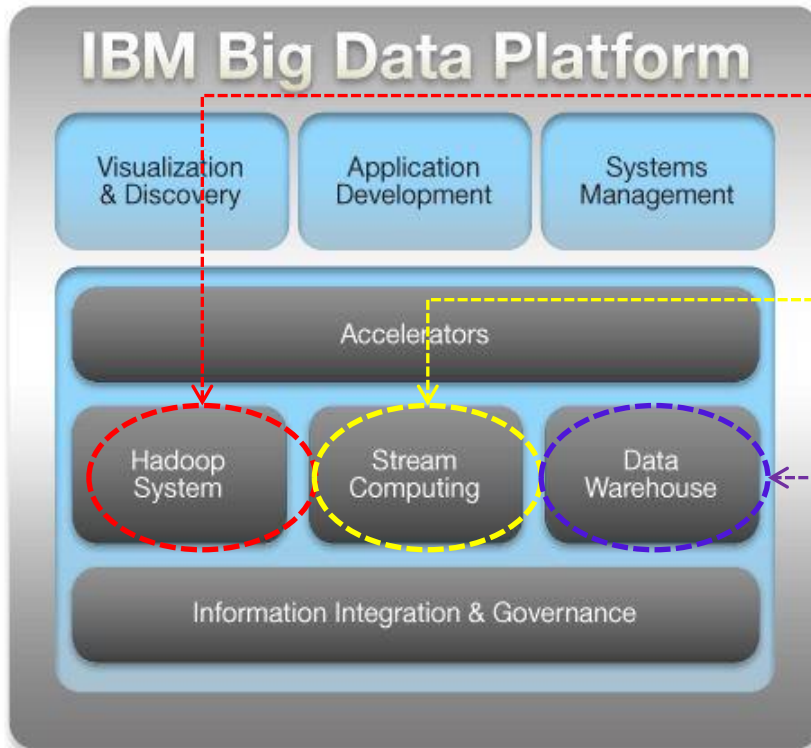 IBM Big Data Platform
Visualization
& Discovery
Application
Development
Systems
Management
Accelerators
Hadoop
System
Stream
Computing
Data
Warehouse
Information Integration & Governance